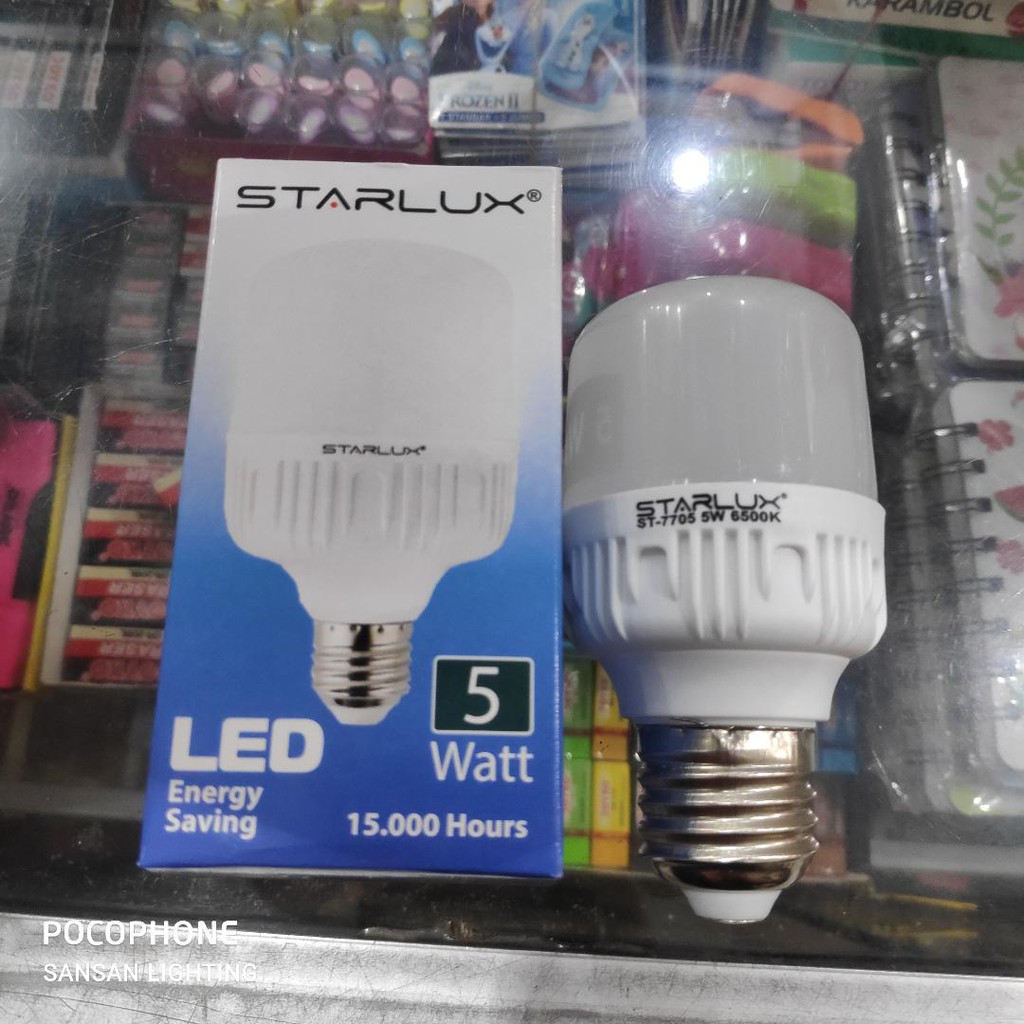 KARAMBOL
ROZEN II
STARLUX®
STARLUX®
STARLUX®
ST-7705 5W 6500K
5
Watt
LED
Energy
Saving
15.000 Hours
POCOPHONE
SANSAN LIGHTING